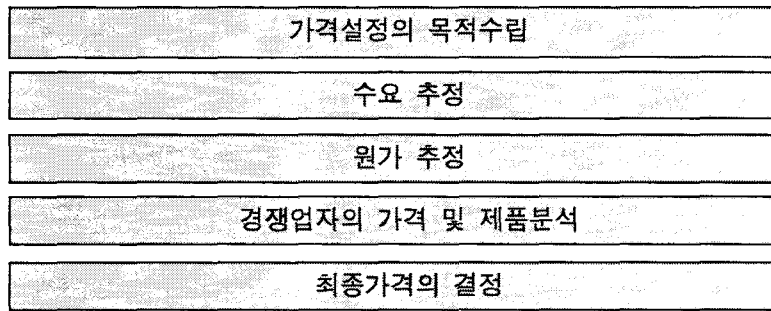 가격설정의 목적수립
수요 추정
원가 추정
경쟁업자의 가격 및 제품분석
최종가격의 결정